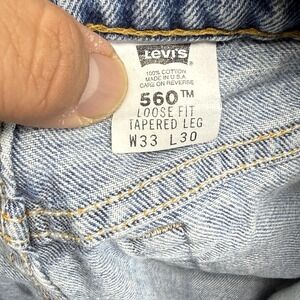 Levi's
100% COTTON
MADE IN U.S.A.
CARE ON REVERSE
560™
LOOSE FIT
TAPERED LEG
W33 L30